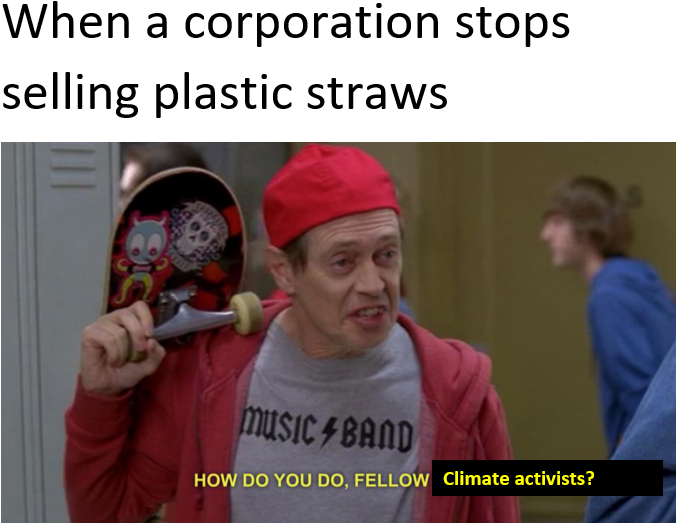 When a corporation stops
selling plastic straws
MUSIC BAND
HOW DO YOU DO, FELLOW Climate activists?